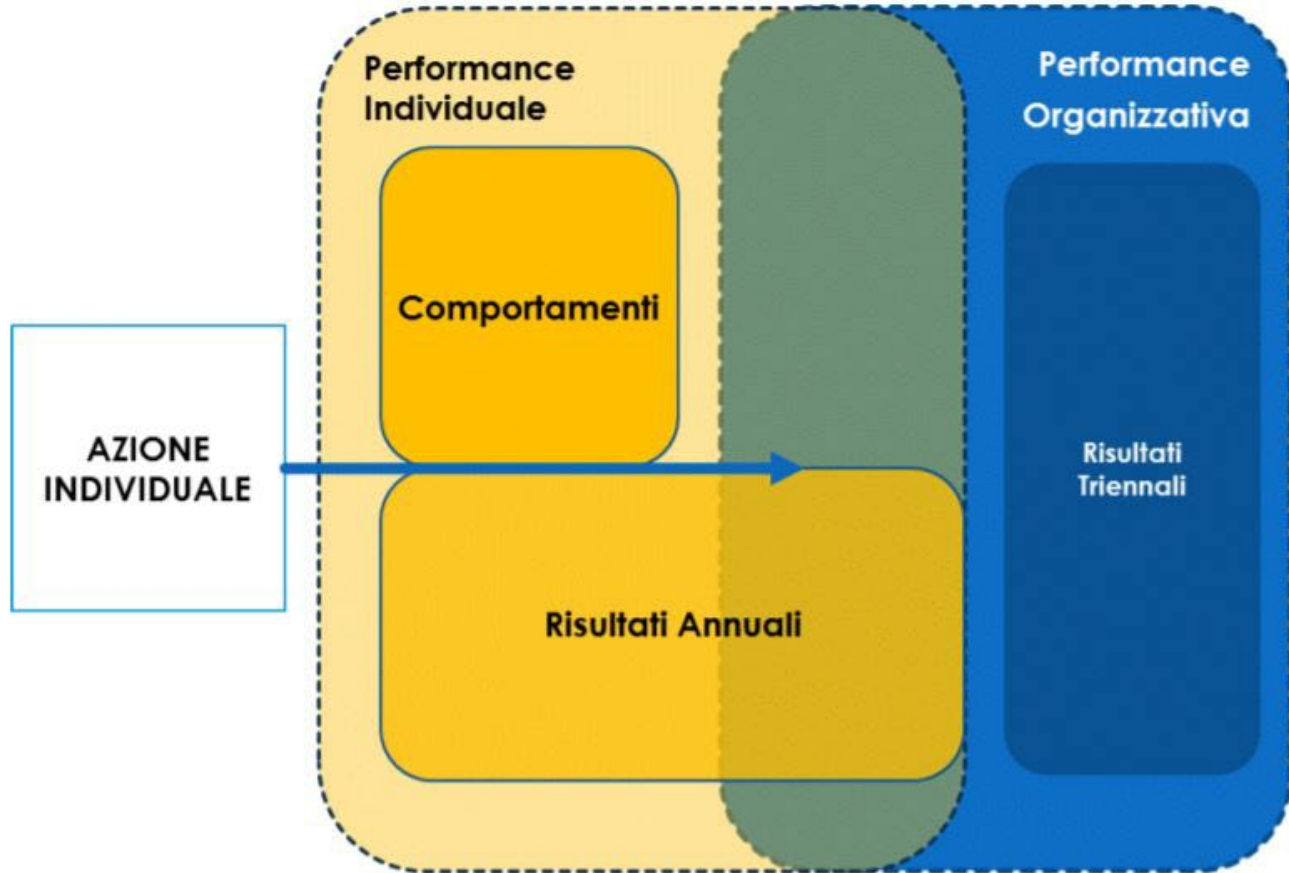 Performance
Individuale
Performance
Organizzativa
Comportamenti
AZIONE
INDIVIDUALE
Risultati
Triennali
Risultati Annuali